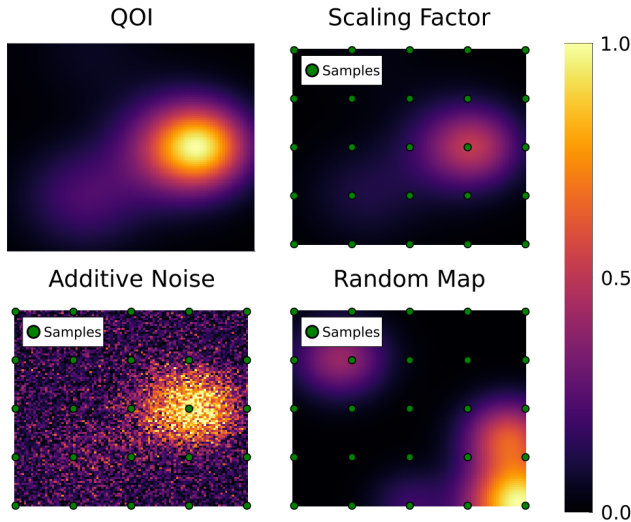 QOI
Scaling Factor
Samples
1.0
0.5
0.0
Additive Noise
Random Map
Samples
Samples